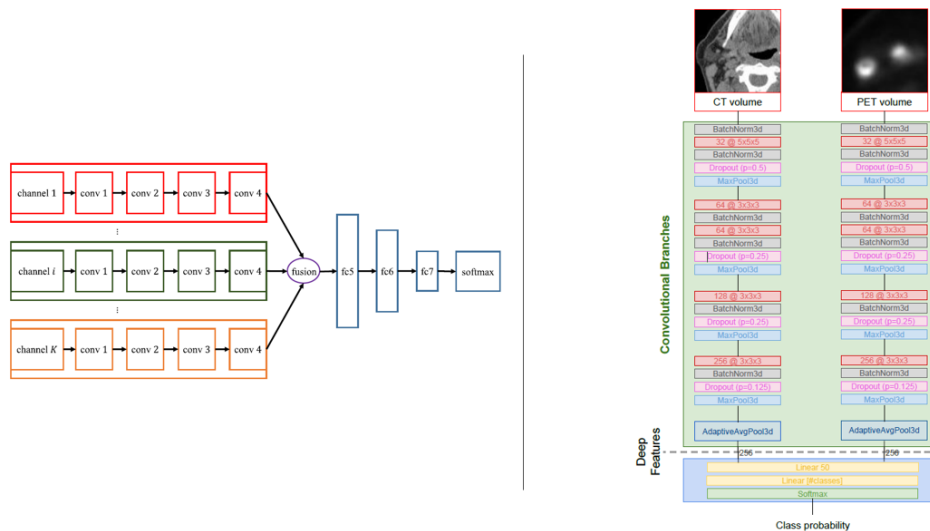 channel 1 conv 1 conv 2 conv 3 conv 4
⋮
channel i conv 1 conv 2 conv 3 conv 4
fusion fc5 fc6 fc7 softmax
⋮
channel K conv 1 conv 2 conv 3 conv 4
CT volume PET volume
Convolutional Branches
BatchNorm3d BatchNorm3d
32 @ 5x5x5 32 @ 5x5x5
BatchNorm3d BatchNorm3d
Dropout (p=0.5) Dropout (p=0.5)
MaxPool3d MaxPool3d
64 @ 3x3x3 64 @ 3x3x3
BatchNorm3d BatchNorm3d
64 @ 3x3x3 64 @ 3x3x3
BatchNorm3d BatchNorm3d
Dropout (p=0.25) Dropout (p=0.25)
MaxPool3d MaxPool3d
128 @ 3x3x3 128 @ 3x3x3
BatchNorm3d BatchNorm3d
Dropout (p=0.25) Dropout (p=0.25)
MaxPool3d MaxPool3d
256 @ 3x3x3 256 @ 3x3x3
BatchNorm3d BatchNorm3d
Dropout (p=0.125) Dropout (p=0.125)
MaxPool3d MaxPool3d
AdaptiveAvgPool3d AdaptiveAvgPool3d
Deep
Features
256 256
Linear 50
Linear [#classes]
Softmax
Class probability